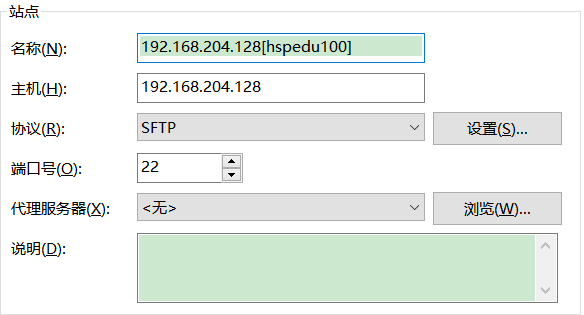 站点
名称(N): 192.168.204.128[hspedu100]
主机(H): 192.168.204.128
协议(R): SFTP 设置(S)...
端口号(O): 22
代理服务器(X): <无> 浏览(W)...
说明(D):